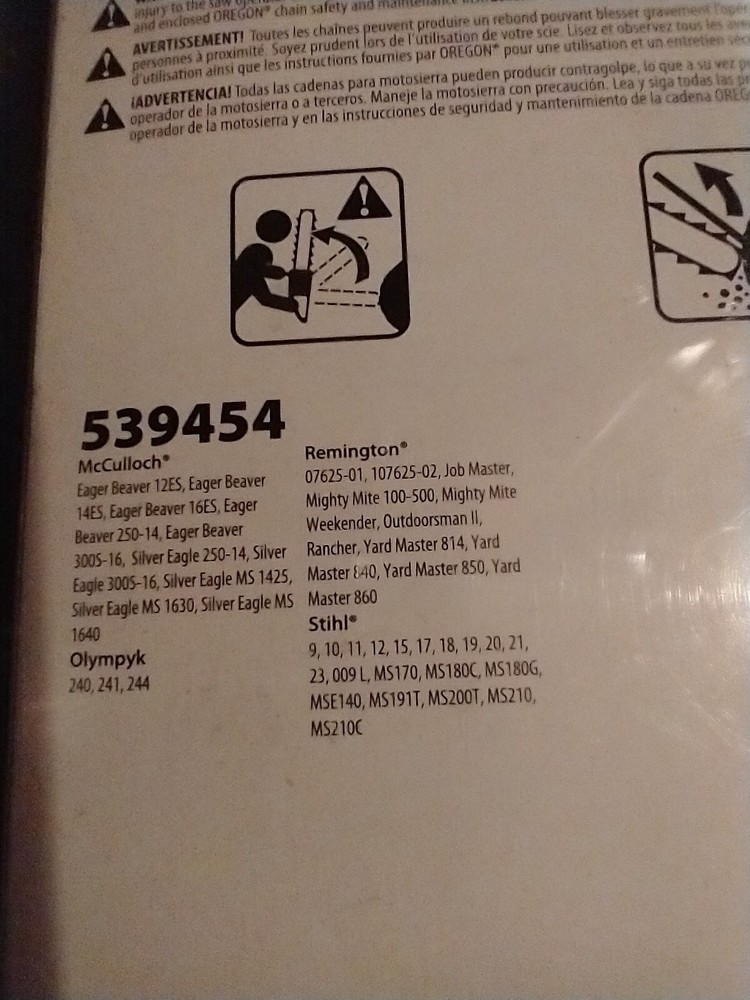 injury to the saw
and enclosed OREGON® chain safety and maintenance
AVERTISSEMENT! Toutes les chaînes peuvent produire un rebond pouvant blesser gravement
personnes à proximité. Soyez prudent lors de l'utilisation de votre scie. Lisez et observez tous les
d'utilisation ainsi que les instructions fournies par OREGON® pour une utilisation et un entretien
¡ADVERTENCIA! Todas las cadenas para motosierra pueden producir contragolpe, lo que a su vez
operador de la motosierra o a terceros. Maneje la motosierra con precaución. Lea y siga todas las
operador de la motosierra y en las instrucciones de seguridad y mantenimiento de la cadena OREG
539454
McCulloch®
Eager Beaver 12ES, Eager Beaver
14ES, Eager Beaver 16ES, Eager
Beaver 250-14, Eager Beaver
300S-16, Silver Eagle 250-14, Silver
Eagle 300S-16, Silver Eagle MS 1425,
Silver Eagle MS 1630, Silver Eagle MS
1640
Olympyk
240, 241, 244
Remington®
07625-01, 107625-02, Job Master,
Mighty Mite 100-500, Mighty Mite
Weekender, Outdoorsman II,
Rancher, Yard Master 814, Yard
Master 840, Yard Master 850, Yard
Master 860
Stihl®
9, 10, 11, 12, 15, 17, 18, 19, 20, 21,
23, 009 L, MS170, MS180C, MS180G,
MSE140, MS191T, MS200T, MS210,
MS210C